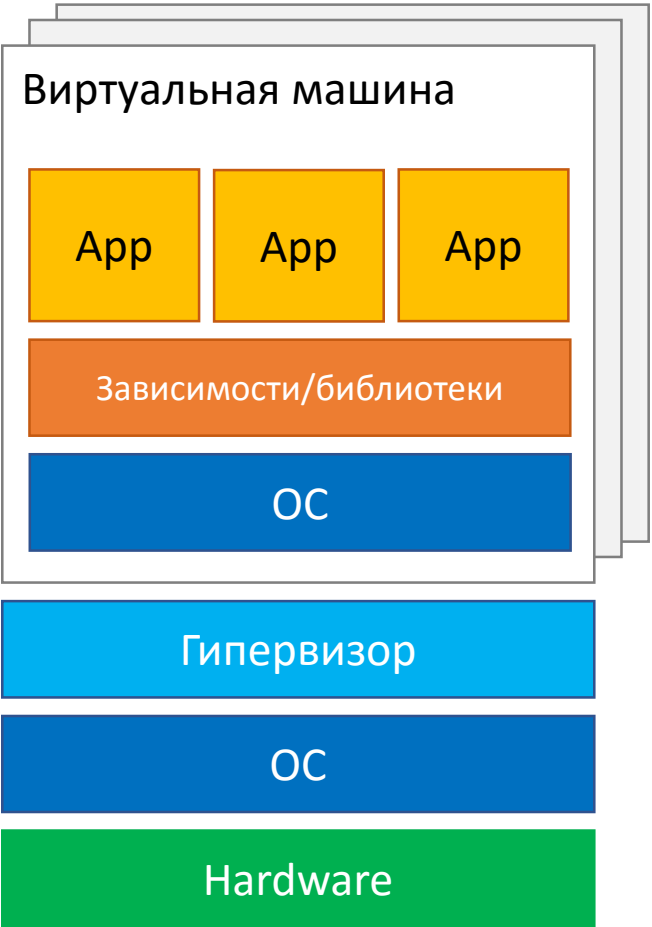 Виртуальная машина
App App App
Зависимости/библиотеки
ОС
Гипервизор
ОС
Hardware